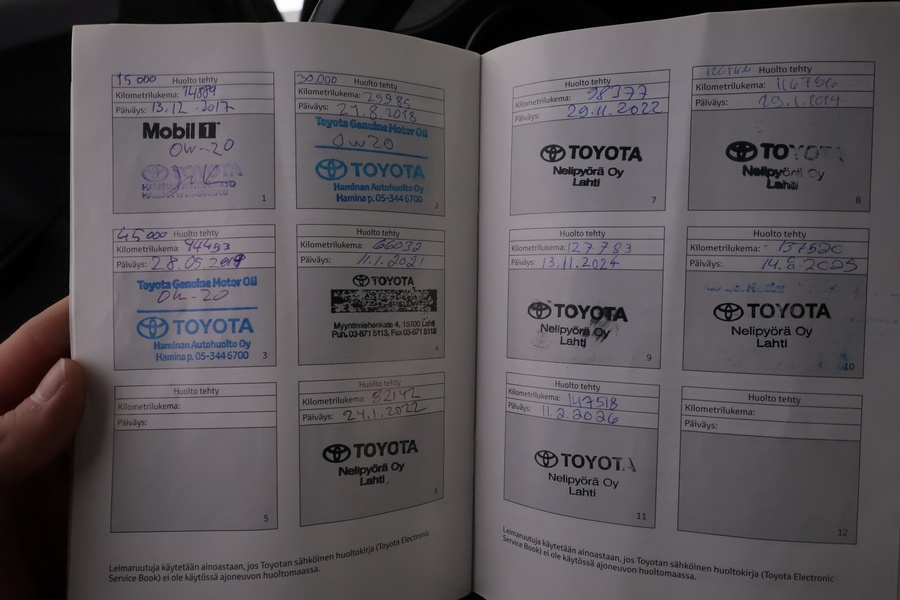 15 000 Huolto tehty
Kilometrilukema: 14889
Päiväys: 13.12 .2017
Mobil 1
0W-20
TOYOTA
1
30.000 Huolto tehty
Kilometrilukema: 29985
Päiväys: 27.8.2018
Toyota Genuine Motor Oil
0W20
TOYOTA
Haminan Autohuolto Oy
Hamina p. 05-344 6700
2
45 000 Huolto tehty
Kilometrilukema: 44493
Päiväys: 28.05 2019
Toyota Genuine Motor Oil
0W-20
TOYOTA
Haminan Autohuolto Oy
Hamina p. 05-344 6700
3
Huolto tehty
Kilometrilukema: 66032
Päiväys: 11.1.2021
TOYOTA
Myyntimiehenkatu 4, 15700 Lahti
Puh. 03-871 5113, Fax 03-871 5118
4
Huolto tehty
Kilometrilukema:
Päiväys:
5
Huolto tehty
Kilometrilukema: 82142
Päiväys: 24.1.2022
TOYOTA
Nelipyörä Oy
Lahti
6
Leimaruutuja käytetään ainoastaan, jos Toyotan sähköinen huoltokirja (Toyota Electronic
Service Book) ei ole käytössä ajoneuvon huoltomaassa.
Huolto tehty
Kilometrilukema: 98177
Päiväys: 29.11.2022
TOYOTA
Nelipyörä Oy
Lahti
7
Huolto tehty
Kilometrilukema: 116756
Päiväys: 29.1.2024
TOYOTA
Nelipyörä Oy
Lahti
8
Huolto tehty
Kilometrilukema: 127783
Päiväys: 13.11.2024
TOYOTA
Nelipyörä Oy
Lahti
9
Huolto tehty
Kilometrilukema: 137526
Päiväys: 14.8.2025
TOYOTA
Nelipyörä Oy
Lahti
10
Huolto tehty
Kilometrilukema: 147518
Päiväys: 11.2.2026
TOYOTA
Nelipyörä Oy
Lahti
11
Huolto tehty
Kilometrilukema:
Päiväys:
12
Leimaruutuja käytetään ainoastaan, jos Toyotan sähköinen huoltokirja (Toyota Electronic
Service Book) ei ole käytössä ajoneuvon huoltomaassa.